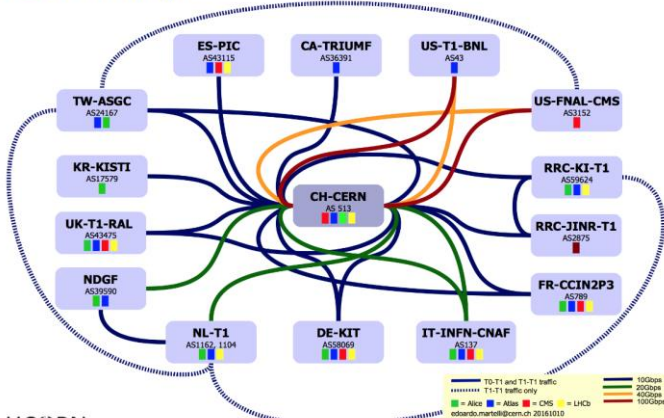 ES-PIC
AS43115
CA-TRIUMF
AS36391
US-T1-BNL
AS43
TW-ASGC
AS24167
US-FNAL-CMS
AS3152
KR-KISTI
AS17579
CH-CERN
AS 513
RRC-KI-T1
AS59624
UK-T1-RAL
AS43475
RRC-JINR-T1
AS2875
NDGF
AS39590
FR-CCIN2P3
AS789
NL-T1
AS1162, 1104
DE-KIT
AS58069
IT-INFN-CNAF
AS137
T0-T1 and T1-T1 traffic
T1-T1 traffic only
= Alice = Atlas = CMS = LHCb
edoardo.martelli@cern.ch 20161010
10Gbps
20Gbps
40Gbps
100Gbps